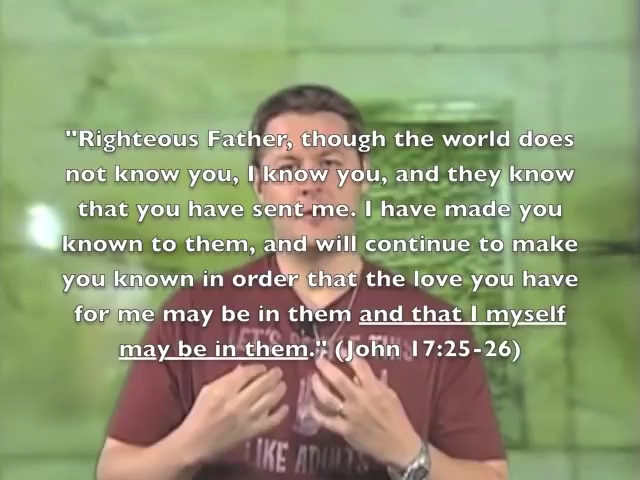 "Righteous Father, though the world does
not know you, I know you, and they know
that you have sent me. I have made you
known to them, and will continue to make
you known in order that the love you have
for me may be in them and that I myself
may be in them." (John 17:25-26)
LIKE ADULTS